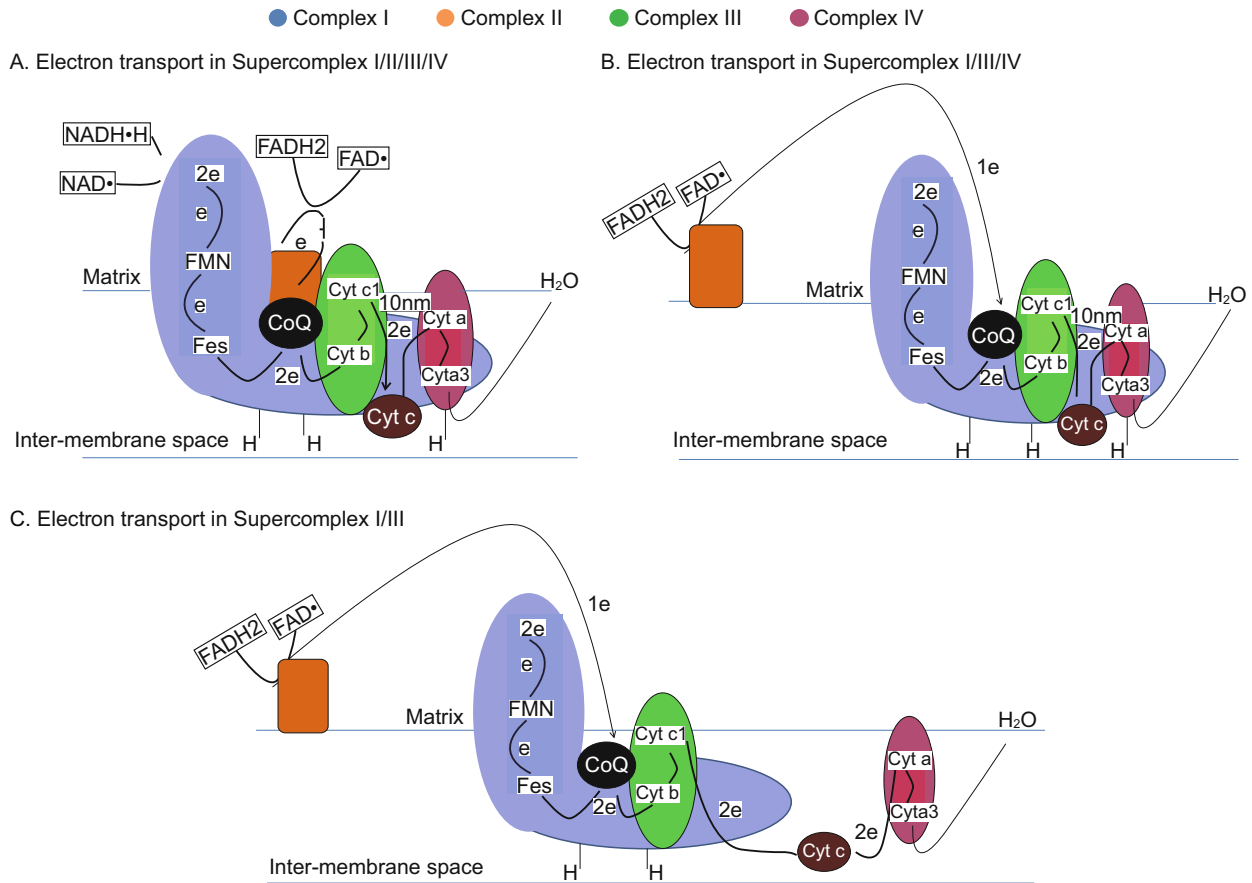 Complex I Complex II Complex III Complex IV
A. Electron transport in Supercomplex I/II/III/IV
NADH•H
NAD•
FADH2
FAD•
2e
e
e
FMN
e
Fes
Matrix
CoQ
2e
Cyt c1
Cyt b
10nm
2e
Cyt a
Cyta3
Cyt c
H2O
Inter-membrane space
H
H
H
B. Electron transport in Supercomplex I/III/IV
FADH2
FAD•
1e
2e
e
FMN
e
Fes
Matrix
CoQ
2e
Cyt c1
Cyt b
10nm
2e
Cyt a
Cyta3
Cyt c
H2O
Inter-membrane space
H
H
H
C. Electron transport in Supercomplex I/III
FADH2
FAD•
1e
2e
e
FMN
e
Fes
Matrix
CoQ
2e
Cyt c1
Cyt b
2e
Cyt c
2e
Cyt a
Cyta3
H2O
Inter-membrane space
H
H